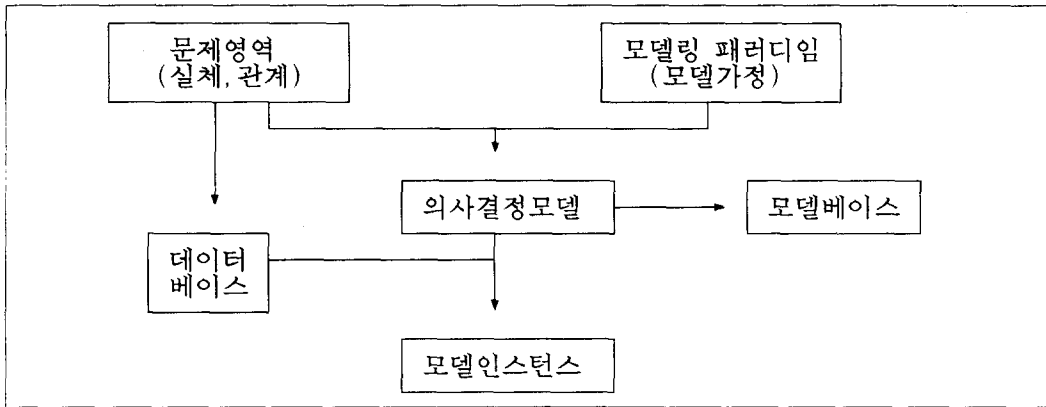 문제영역
(실체, 관계)
모델링 패러디임
(모델가정)
의사결정모델
모델베이스
데이터
베이스
모델인스턴스